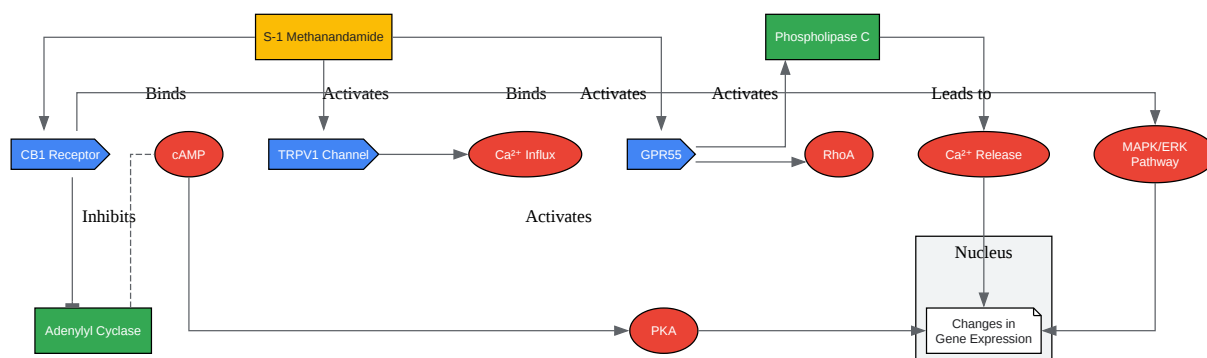 S-1 Methanandamide
Phospholipase C
Binds
Activates
Binds
Activates
Activates
Leads to
CB1 Receptor
cAMP
TRPV1 Channel
Ca²⁺ Influx
GPR55
RhoA
Ca²⁺ Release
MAPK/ERK
Pathway
Inhibits
Activates
Nucleus
Adenylyl Cyclase
PKA
Changes in
Gene Expression